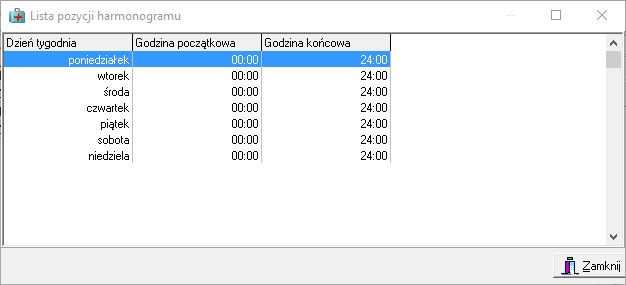 Lista pozycji harmonogramu
Dzień tygodnia Godzina początkowa Godzina końcowa
poniedziałek 00:00 24:00
wtorek 00:00 24:00
środa 00:00 24:00
czwartek 00:00 24:00
piątek 00:00 24:00
sobota 00:00 24:00
niedziela 00:00 24:00
Zamknij